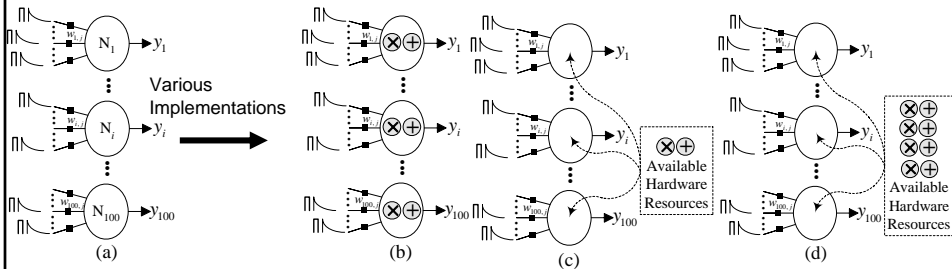 w1,j
N1
y1
wi,j
Ni
yi
w100,j
N100
y100
(a)
Various
Implementations
w1,j
y1
wi,j
yi
w100,j
y100
(b)
w1,j
y1
wi,j
yi
w100,j
y100
(c)
Available
Hardware
Resources
w1,j
y1
wi,j
yi
w100,j
y100
(d)
Available
Hardware
Resources